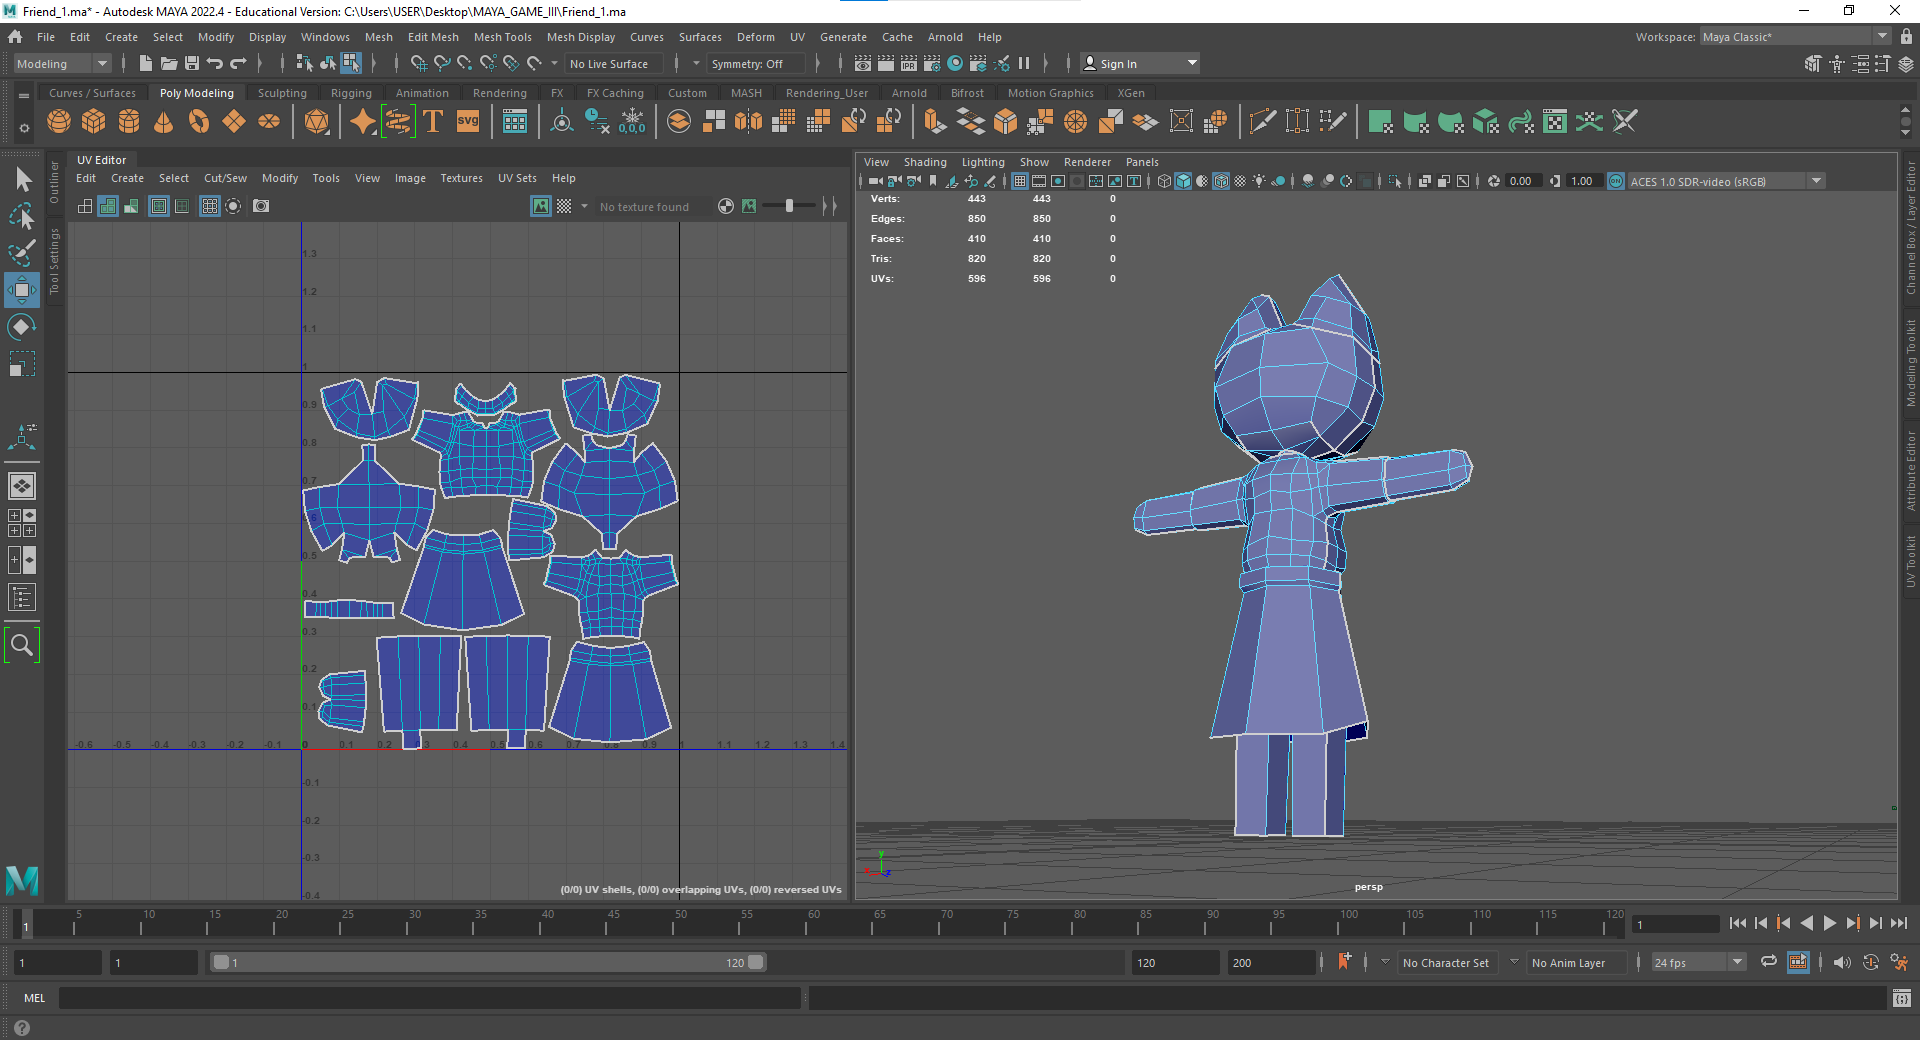 Friend_1.ma* - Autodesk MAYA 2022.4 - Educational Version: C:\Users\USER\Desktop\MAYA_GAME_III\Friend_1.ma
File Edit Create Select Modify Display Windows Mesh Edit Mesh Mesh Tools Mesh Display Curves Surfaces Deform UV Generate Cache Arnold Help
Workspace: Maya Classic*
Modeling No Live Surface Symmetry: Off Sign In
Curves / Surfaces Poly Modeling Sculpting Rigging Animation Rendering FX FX Caching Custom MASH Rendering_User Arnold Bifrost Motion Graphics XGen
IPR
T svg 0,0,0
UV Editor
Edit Create Select Cut/Sew Modify Tools View Image Textures UV Sets Help
No texture found
Outliner
Tool Settings
1.3
1.2
1.1
1
0.9
0.8
0.7
0.6
0.5
0.4
0.3
0.2
0.1
-0.6 -0.5 -0.4 -0.3 -0.2 -0.1 0 0.1 0.2 0.3 0.4 0.5 0.6 0.7 0.8 0.9 1 1.1 1.2 1.3 1.4
-0.1
-0.2
-0.3
-0.4
(0/0) UV shells, (0/0) overlapping UVs, (0/0) reversed UVs
View Shading Lighting Show Renderer Panels
0.00 1.00 ON ACES 1.0 SDR-video (sRGB)
Verts: 443 443 0
Edges: 850 850 0
Faces: 410 410 0
Tris: 820 820 0
UVs: 596 596 0
y
x
z
persp
Channel Box / Layer Editor
Modeling Toolkit
Attribute Editor
UV Toolkit
M
1 5 10 15 20 25 30 35 40 45 50 55 60 65 70 75 80 85 90 95 100 105 110 115 120
1
1 1 1 120 120 200 No Character Set No Anim Layer 24 fps
MEL